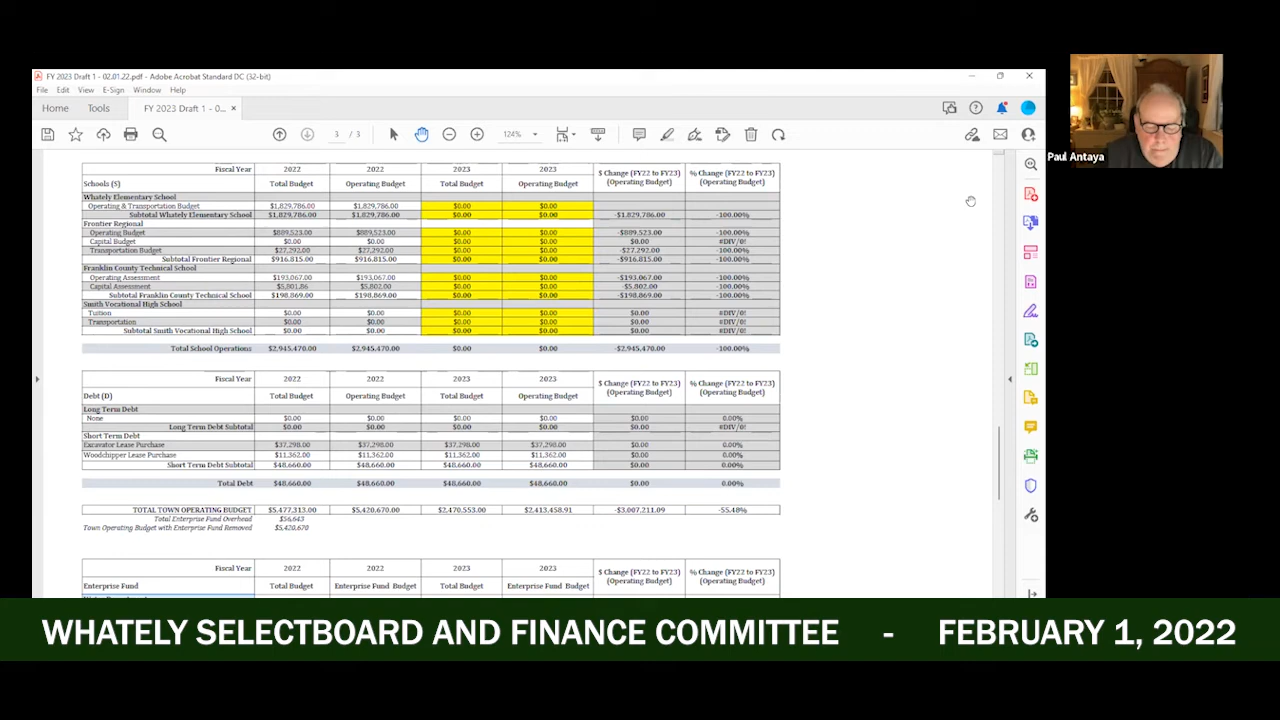 FY 2023 Draft 1 - 02.01.22.pdf - Adobe Acrobat Standard DC (32-bit)
File Edit View E-Sign Window Help
Home Tools FY 2023 Draft 1 - 0... ×
3 / 3 124%
Paul Antaya
Fiscal Year 2022 2022 2023 2023 $ Change (FY22 to FY23) (Operating Budget) % Change (FY22 to FY23) (Operating Budget)
Schools (S) Total Budget Operating Budget Total Budget Operating Budget
Whately Elementary School
Operating & Transportation Budget $1,829,786.00 $1,829,786.00 $0.00 $0.00
Subtotal Whately Elementary School $1,829,786.00 $1,829,786.00 $0.00 $0.00 -$1,829,786.00 -100.00%
Frontier Regional
Operating Budget $889,523.00 $889,523.00 $0.00 $0.00 -$889,523.00 -100.00%
Capital Budget $0.00 $0.00 $0.00 $0.00 $0.00 #DIV/0!
Transportation Budget $27,292.00 $27,292.00 $0.00 $0.00 -$27,292.00 -100.00%
Subtotal Frontier Regional $916,815.00 $916,815.00 $0.00 $0.00 -$916,815.00 -100.00%
Franklin County Technical School
Operating Assessment $193,067.00 $193,067.00 $0.00 $0.00 -$193,067.00 -100.00%
Capital Assessment $5,801.86 $5,802.00 $0.00 $0.00 -$5,802.00 -100.00%
Subtotal Franklin County Technical School $198,869.00 $198,869.00 $0.00 $0.00 -$198,869.00 -100.00%
Smith Vocational High School
Tuition $0.00 $0.00 $0.00 $0.00 $0.00 #DIV/0!
Transportation $0.00 $0.00 $0.00 $0.00 $0.00 #DIV/0!
Subtotal Smith Vocational High School $0.00 $0.00 $0.00 $0.00 $0.00 #DIV/0!
Total School Operations $2,945,470.00 $2,945,470.00 $0.00 $0.00 -$2,945,470.00 -100.00%
Fiscal Year 2022 2022 2023 2023 $ Change (FY22 to FY23) (Operating Budget) % Change (FY22 to FY23) (Operating Budget)
Debt (D) Total Budget Operating Budget Total Budget Operating Budget
Long Term Debt
None $0.00 $0.00 $0.00 $0.00 $0.00 0.00%
Long Term Debt Subtotal $0.00 $0.00 $0.00 $0.00 $0.00 #DIV/0!
Short Term Debt
Excavator Lease Purchase $37,298.00 $37,298.00 $37,298.00 $37,298.00 $0.00 0.00%
Woodchipper Lease Purchase $11,362.00 $11,362.00 $11,362.00 $11,362.00 $0.00 0.00%
Short Term Debt Subtotal $48,660.00 $48,660.00 $48,660.00 $48,660.00 $0.00 0.00%
Total Debt $48,660.00 $48,660.00 $48,660.00 $48,660.00 $0.00 0.00%
TOTAL TOWN OPERATING BUDGET $5,477,313.00 $5,420,670.00 $2,470,553.00 $2,413,458.91 -$3,007,211.09 -55.48%
Total Enterprise Fund Overhead $56,643
Town Operating Budget with Enterprise Fund Removed $5,420,670
Fiscal Year 2022 2022 2023 2023 $ Change (FY22 to FY23) (Operating Budget) % Change (FY22 to FY23) (Operating Budget)
Enterprise Fund Total Budget Enterprise Fund Budget Total Budget Enterprise Fund Budget
WHATELY SELECTBOARD AND FINANCE COMMITTEE - FEBRUARY 1, 2022